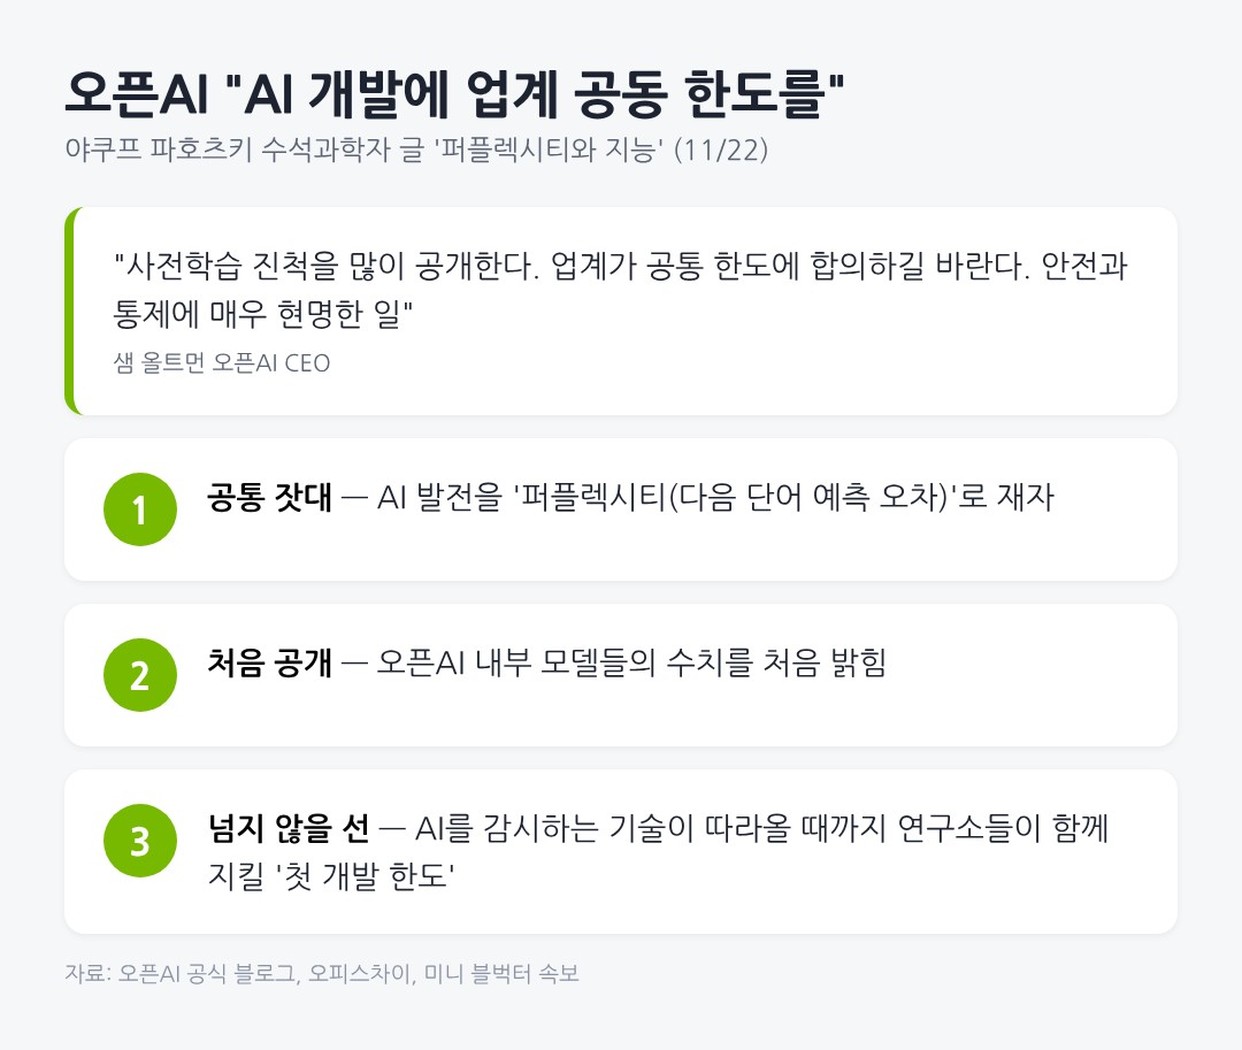 오픈AI "AI 개발에 업계 공동 한도를"
야쿠프 파호츠키 수석과학자 글 '퍼플렉시티와 지능' (11/22)
"사전학습 진척을 많이 공개한다. 업계가 공통 한도에 합의하길 바란다. 안전과
통제에 매우 현명한 일"
샘 올트먼 오픈AI CEO
1 공통 잣대 — AI 발전을 '퍼플렉시티(다음 단어 예측 오차)'로 재자
2 처음 공개 — 오픈AI 내부 모델들의 수치를 처음 밝힘
3 넘지 않을 선 — AI를 감시하는 기술이 따라올 때까지 연구소들이 함께
지킬 '첫 개발 한도'
자료: 오픈AI 공식 블로그, 오피스차이, 미니 블벅터 속보